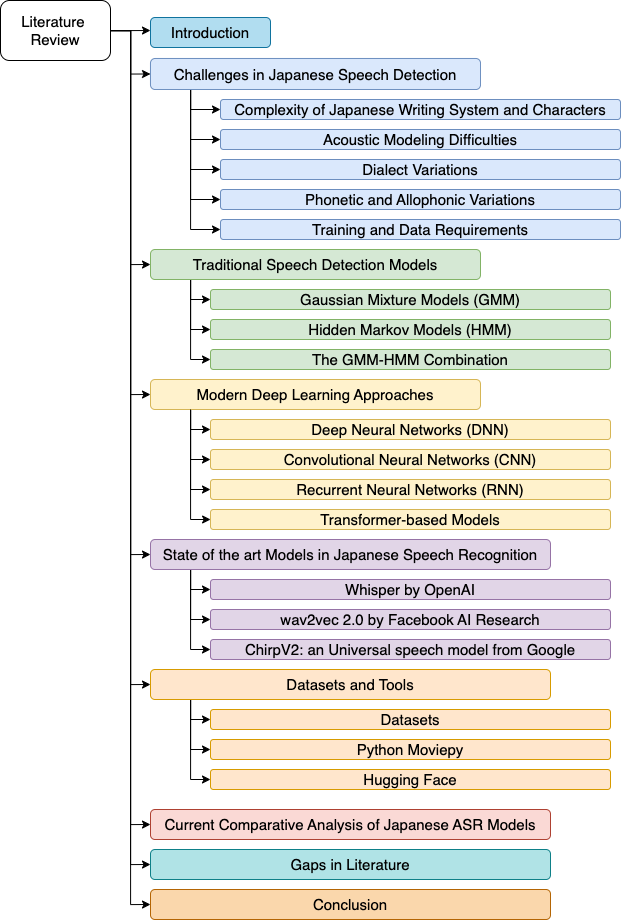 Literature
Review
Introduction
Challenges in Japanese Speech Detection
Complexity of Japanese Writing System and Characters
Acoustic Modeling Difficulties
Dialect Variations
Phonetic and Allophonic Variations
Training and Data Requirements
Traditional Speech Detection Models
Gaussian Mixture Models (GMM)
Hidden Markov Models (HMM)
The GMM-HMM Combination
Modern Deep Learning Approaches
Deep Neural Networks (DNN)
Convolutional Neural Networks (CNN)
Recurrent Neural Networks (RNN)
Transformer-based Models
State of the art Models in Japanese Speech Recognition
Whisper by OpenAI
wav2vec 2.0 by Facebook AI Research
ChirpV2: an Universal speech model from Google
Datasets and Tools
Datasets
Python Moviepy
Hugging Face
Current Comparative Analysis of Japanese ASR Models
Gaps in Literature
Conclusion